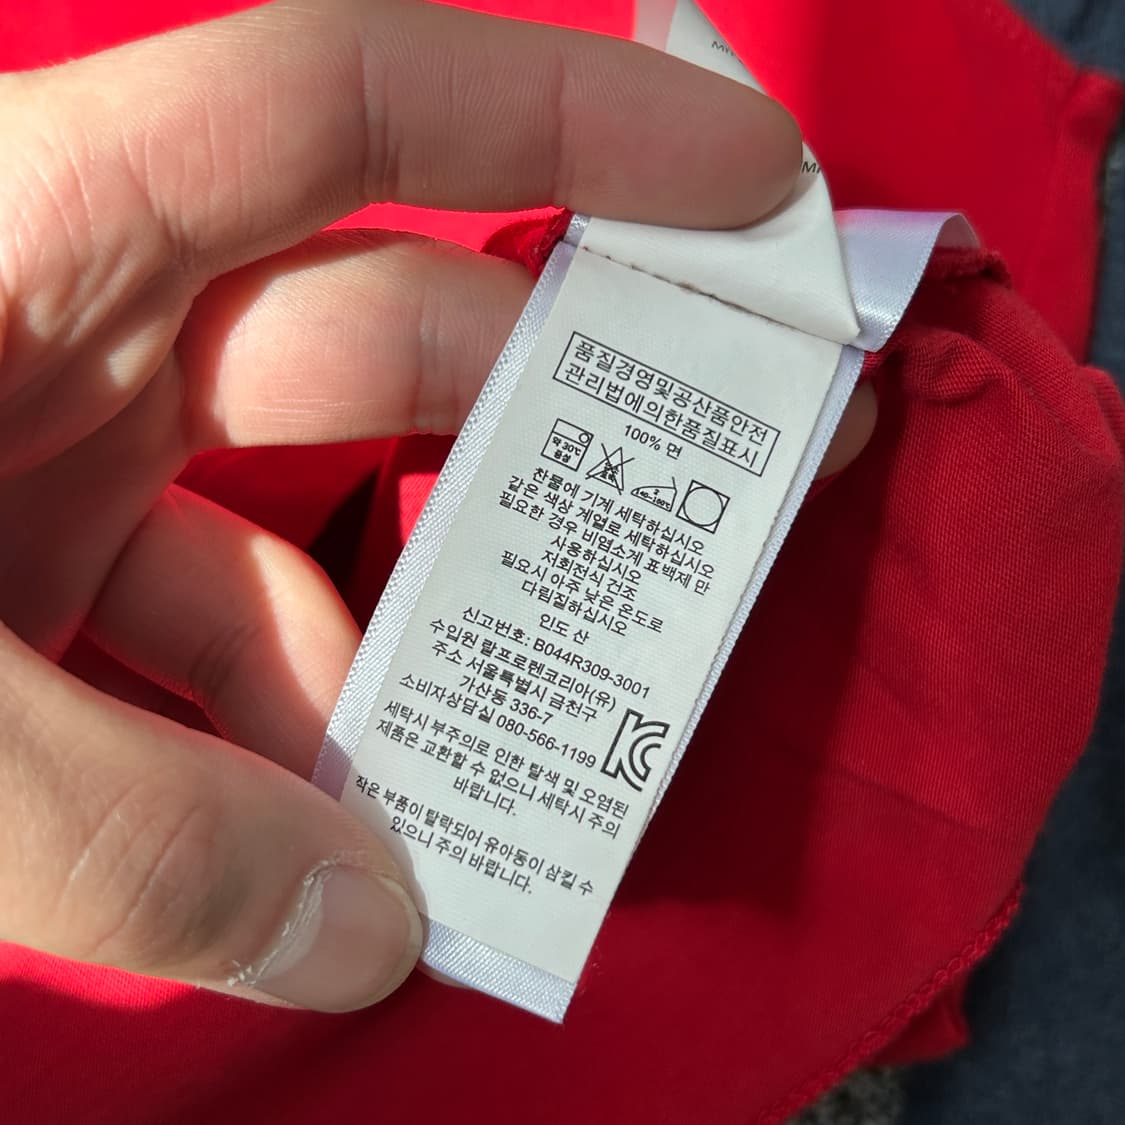 품질경영및공산품안전
관리법에의한품질표시
100% 면
약 30℃
중성
40-160℃
찬물에 기계 세탁하십시오
같은 색상 계열로 세탁하십시오
필요한 경우 비염소계 표백제 만
사용하십시오
저회전식 건조
필요시 아주 낮은 온도로
다림질하십시오
인도 산
신고번호: B044R309-3001
수입원 랄프로렌코리아(유)
주소 서울특별시 금천구
가산동 336-7
소비자상담실 080-566-1199
세탁시 부주의로 인한 탈색 및 오염된
제품은 교환할 수 없으니 세탁시 주의
바랍니다.
작은 부품이 탈락되어 유아동이 삼킬 수
있으니 주의 바랍니다.